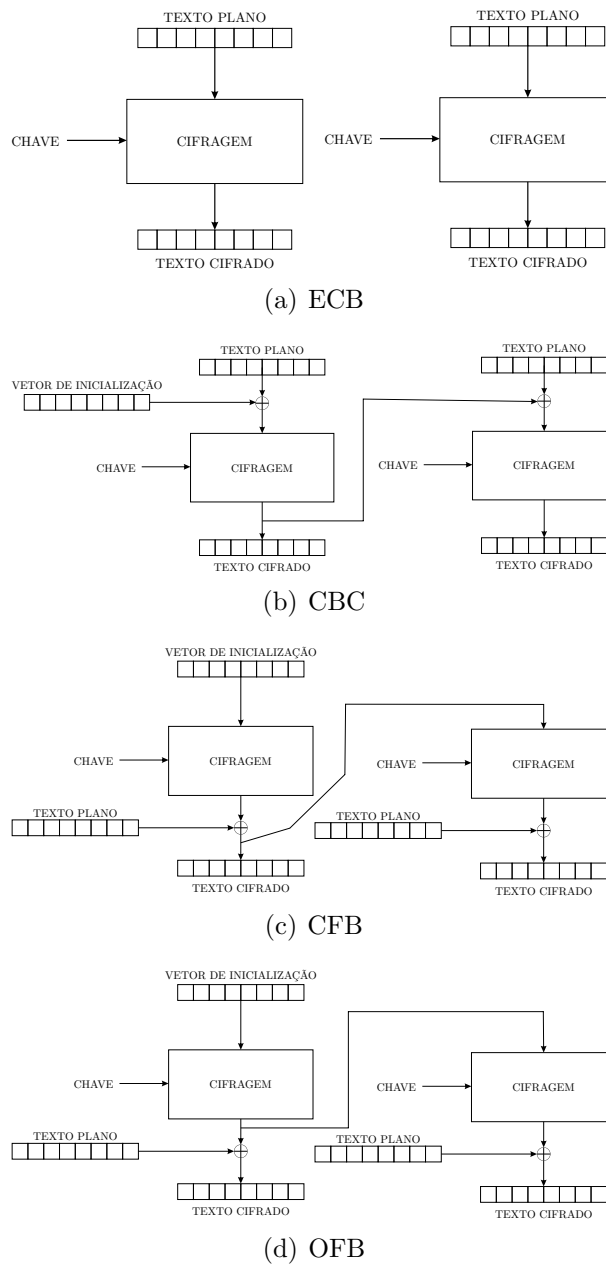 TEXTO PLANO TEXTO PLANO
CHAVE CIFRAGEM CHAVE CIFRAGEM
TEXTO CIFRADO TEXTO CIFRADO
(a) ECB
TEXTO PLANO TEXTO PLANO
VETOR DE INICIALIZAÇÃO
CHAVE CIFRAGEM CHAVE CIFRAGEM
TEXTO CIFRADO TEXTO CIFRADO
(b) CBC
VETOR DE INICIALIZAÇÃO
CHAVE CIFRAGEM CHAVE CIFRAGEM
TEXTO PLANO TEXTO PLANO
TEXTO CIFRADO TEXTO CIFRADO
(c) CFB
VETOR DE INICIALIZAÇÃO
CHAVE CIFRAGEM CHAVE CIFRAGEM
TEXTO PLANO TEXTO PLANO
TEXTO CIFRADO TEXTO CIFRADO
(d) OFB